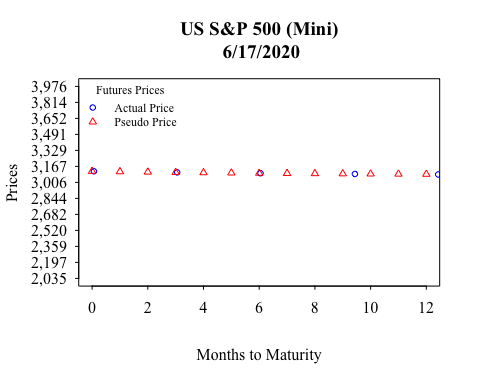 US S&P 500 (Mini)
6/17/2020
Futures Prices
Actual Price
Pseudo Price
Prices
3,976
3,814
3,652
3,491
3,329
3,167
3,006
2,844
2,682
2,520
2,359
2,197
2,035
0 2 4 6 8 10 12
Months to Maturity